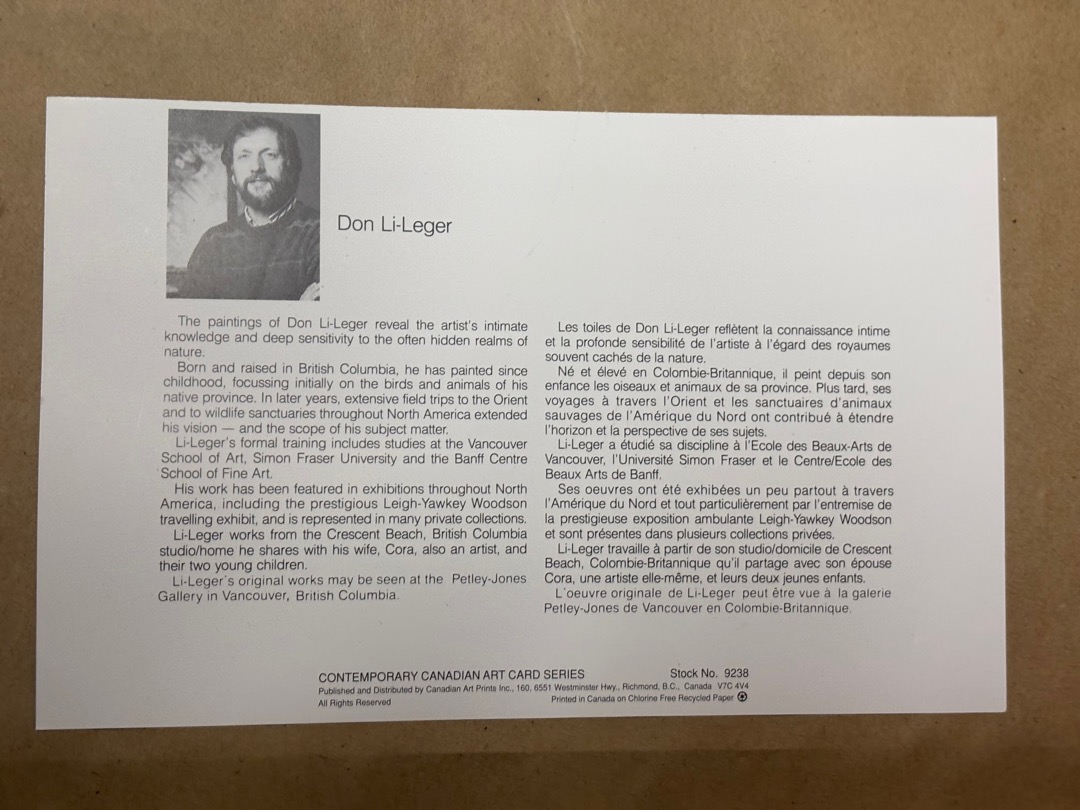 Don Li-Leger
The paintings of Don Li-Leger reveal the artist's intimate
knowledge and deep sensitivity to the often hidden realms of
nature.
Born and raised in British Columbia, he has painted since
childhood, focussing initially on the birds and animals of his
native province. In later years, extensive field trips to the Orient
and to wildlife sanctuaries throughout North America extended
his vision — and the scope of his subject matter.
Li-Leger's formal training includes studies at the Vancouver
School of Art, Simon Fraser University and the Banff Centre
School of Fine Art.
His work has been featured in exhibitions throughout North
America, including the prestigious Leigh-Yawkey Woodson
travelling exhibit, and is represented in many private collections.
Li-Leger works from the Crescent Beach, British Columbia
studio/home he shares with his wife, Cora, also an artist, and
their two young children.
Li-Leger's original works may be seen at the Petley-Jones
Gallery in Vancouver, British Columbia.
Les toiles de Don Li-Leger reflètent la connaissance intime
et la profonde sensibilité de l'artiste à l'égard des royaumes
souvent cachés de la nature.
Né et élevé en Colombie-Britannique, il peint depuis son
enfance les oiseaux et animaux de sa province. Plus tard, ses
voyages à travers l'Orient et les sanctuaires d'animaux
sauvages de l'Amérique du Nord ont contribué à étendre
l'horizon et la perspective de ses sujets.
Li-Leger a étudié sa discipline à l'Ecole des Beaux-Arts de
Vancouver, l'Université Simon Fraser et le Centre/Ecole des
Beaux Arts de Banff.
Ses oeuvres ont été exhibées un peu partout à travers
l'Amérique du Nord et tout particulièrement par l'entremise de
la prestigieuse exposition ambulante Leigh-Yawkey Woodson
et sont présentes dans plusieurs collections privées.
Li-Leger travaille à partir de son studio/domicile de Crescent
Beach, Colombie-Britannique qu'il partage avec son épouse
Cora, une artiste elle-même, et leurs deux jeunes enfants.
L'oeuvre originale de Li-Leger peut être vue à la galerie
Petley-Jones de Vancouver en Colombie-Britannique.
CONTEMPORARY CANADIAN ART CARD SERIES Stock No. 9238
Published and Distributed by Canadian Art Prints Inc., 160, 6551 Westminster Hwy., Richmond, B.C., Canada V7C 4V4
All Rights Reserved Printed in Canada on Chlorine Free Recycled Paper